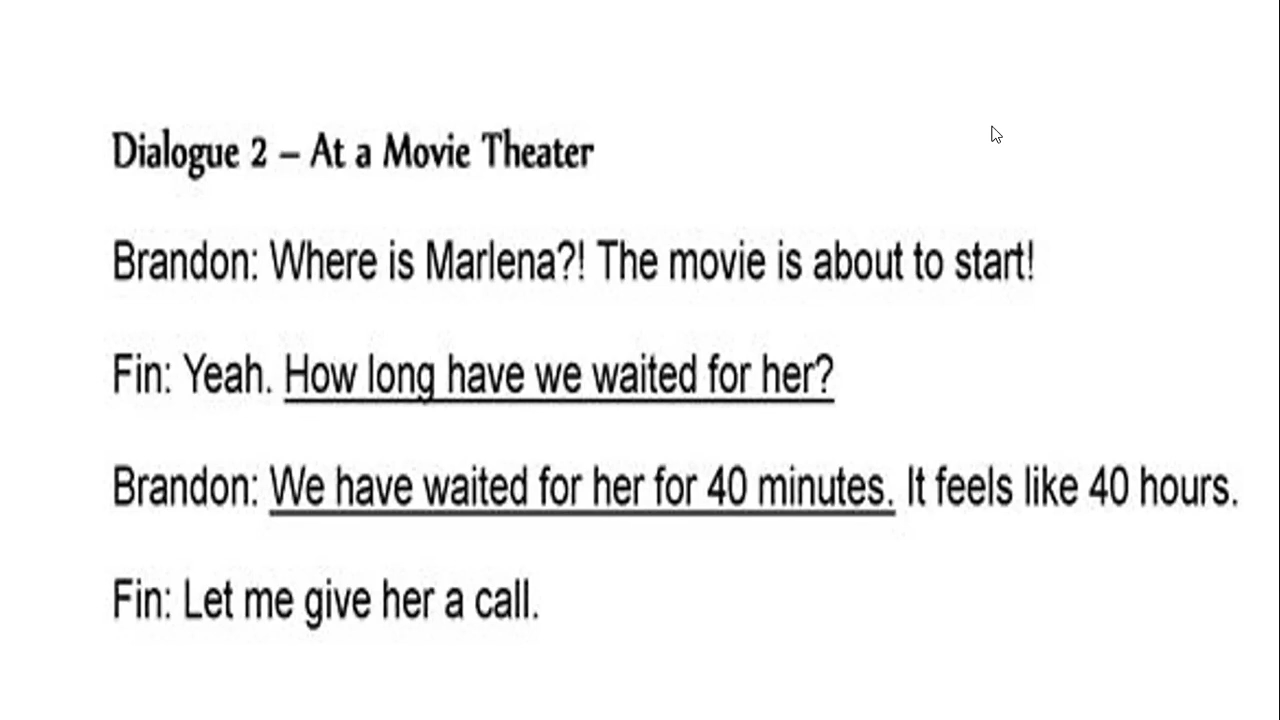 Dialogue 2 – At a Movie Theater
Brandon: Where is Marlena?! The movie is about to start!
Fin: Yeah. How long have we waited for her?
Brandon: We have waited for her for 40 minutes. It feels like 40 hours.
Fin: Let me give her a call.